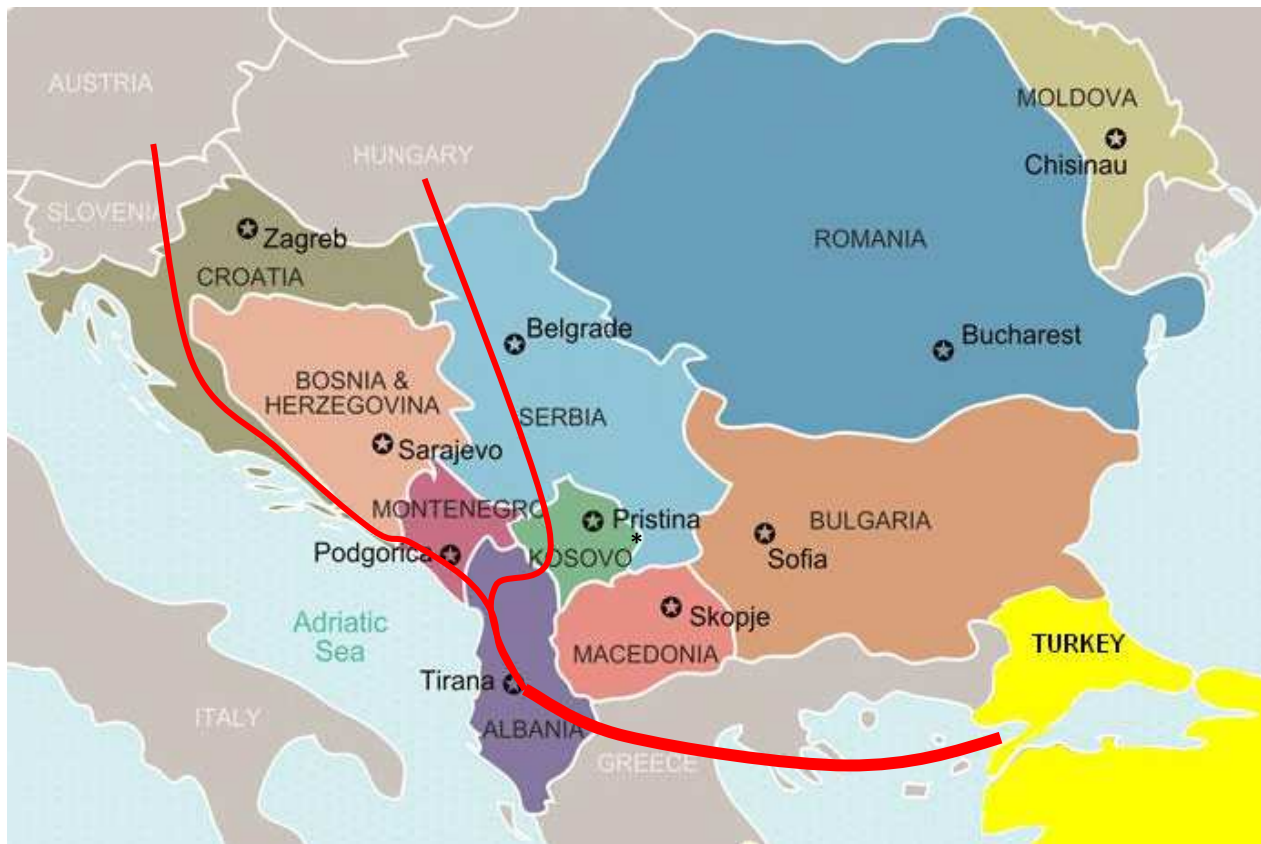 AUSTRIA
MOLDOVA
HUNGARY
Chisinau
SLOVENIA
Zagreb
ROMANIA
CROATIA
Belgrade
Bucharest
BOSNIA &
HERZEGOVINA
SERBIA
Sarajevo
MONTENEGRO
Pristina
*
BULGARIA
Podgorica
KOSOVO
Sofia
Adriatic
Sea
Skopje
TURKEY
MACEDONIA
Tirana
ITALY
ALBANIA
GREECE